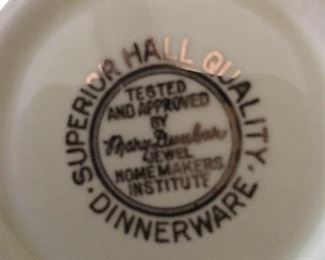 SUPERIOR HALL QUALITY
· DINNERWARE ·
TESTED
AND APPROVED
BY
Mary Dunbar
JEWEL
HOMEMAKERS
INSTITUTE